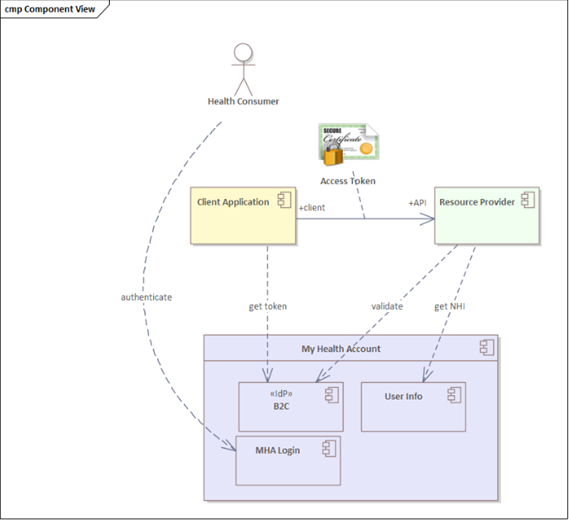 cmp Component View
Health Consumer
SECURE
Certificate
Access Token
Client Application
+client
+API
Resource Provider
authenticate
get token
validate
get NHI
My Health Account
«IdP»
B2C
User Info
MHA Login